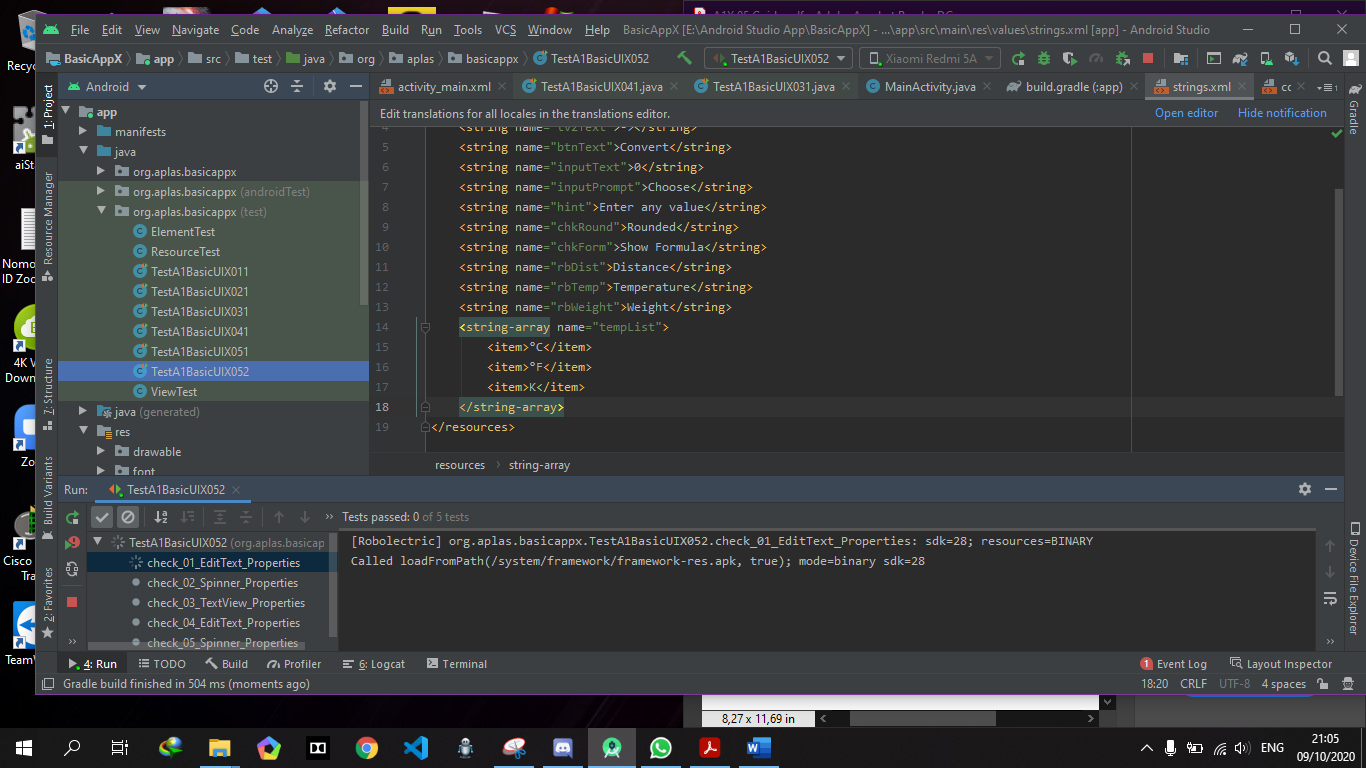 Recyc
aiSta
Nomo
ID Zoo
4K V
Down
Zo
Cisco
Tra
TeamV
File Edit View Navigate Code Analyze Refactor Build Run Tools VCS Window Help BasicAppX [E:\Android Studio App\BasicAppX] - ...\app\src\main\res\values\strings.xml [app] - Android Studio
BasicAppX app src test java org aplas basicappx TestA1BasicUIX052 TestA1BasicUIX052 Xiaomi Redmi 5A
Android activity_main.xml TestA1BasicUIX041.java TestA1BasicUIX031.java MainActivity.java build.gradle (:app) strings.xml
Edit translations for all locales in the translations editor. Open editor Hide notification
1: Project
Resource Manager
7: Structure
Build Variants
2: Favorites
app
manifests
java
org.aplas.basicappx
org.aplas.basicappx (androidTest)
org.aplas.basicappx (test)
ElementTest
ResourceTest
TestA1BasicUIX011
TestA1BasicUIX021
TestA1BasicUIX031
TestA1BasicUIX041
TestA1BasicUIX051
TestA1BasicUIX052
ViewTest
java (generated)
res
drawable
font
5 <string name="btnText">Convert</string>
6 <string name="inputText">0</string>
7 <string name="inputPrompt">Choose</string>
8 <string name="hint">Enter any value</string>
9 <string name="chkRound">Rounded</string>
10 <string name="chkForm">Show Formula</string>
11 <string name="rbDist">Distance</string>
12 <string name="rbTemp">Temperature</string>
13 <string name="rbWeight">Weight</string>
14 <string-array name="tempList">
15 <item>°C</item>
16 <item>°F</item>
17 <item>K</item>
18 </string-array>
19 </resources>
resources › string-array
Gradle
Device File Explorer
Run: TestA1BasicUIX052
Tests passed: 0 of 5 tests
TestA1BasicUIX052 (org.aplas.basicap
check_01_EditText_Properties
check_02_Spinner_Properties
check_03_TextView_Properties
check_04_EditText_Properties
check_05_Spinner_Properties
[Robolectric] org.aplas.basicappx.TestA1BasicUIX052.check_01_EditText_Properties: sdk=28; resources=BINARY
Called loadFromPath(/system/framework/framework-res.apk, true); mode=binary sdk=28
4: Run TODO Build Profiler 6: Logcat Terminal 1 Event Log Layout Inspector
Gradle build finished in 504 ms (moments ago) 18:20 CRLF UTF-8 4 spaces
8,27 x 11,69 in
ENG 21:05
09/10/2020